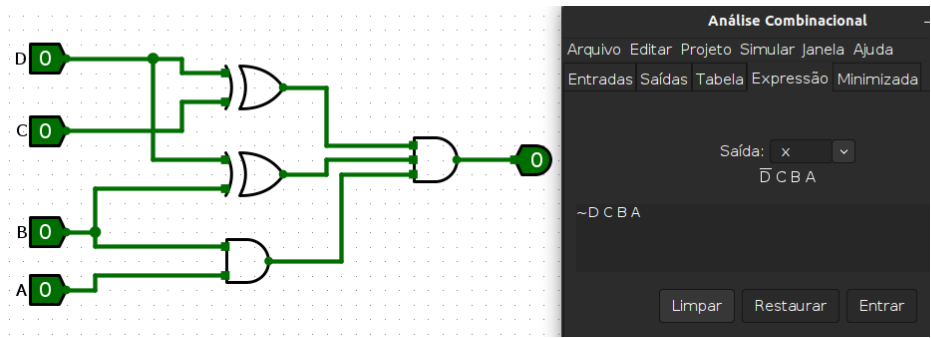 D 0
C 0
B 0
A 0
0
Análise Combinacional
Arquivo Editar Projeto Simular Janela Ajuda
Entradas Saídas Tabela Expressão Minimizada
Saída: x
D̅ C B A
~D C B A
Limpar Restaurar Entrar